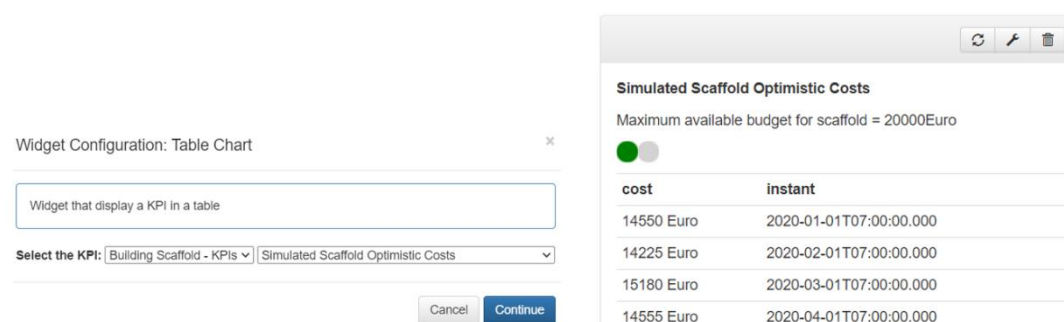 Widget Configuration: Table Chart
×
Widget that display a KPI in a table
Select the KPI: Building Scaffold - KPIs Simulated Scaffold Optimistic Costs
Cancel Continue
Simulated Scaffold Optimistic Costs
Maximum available budget for scaffold = 20000Euro
cost instant
14550 Euro 2020-01-01T07:00:00.000
14225 Euro 2020-02-01T07:00:00.000
15180 Euro 2020-03-01T07:00:00.000
14555 Euro 2020-04-01T07:00:00.000